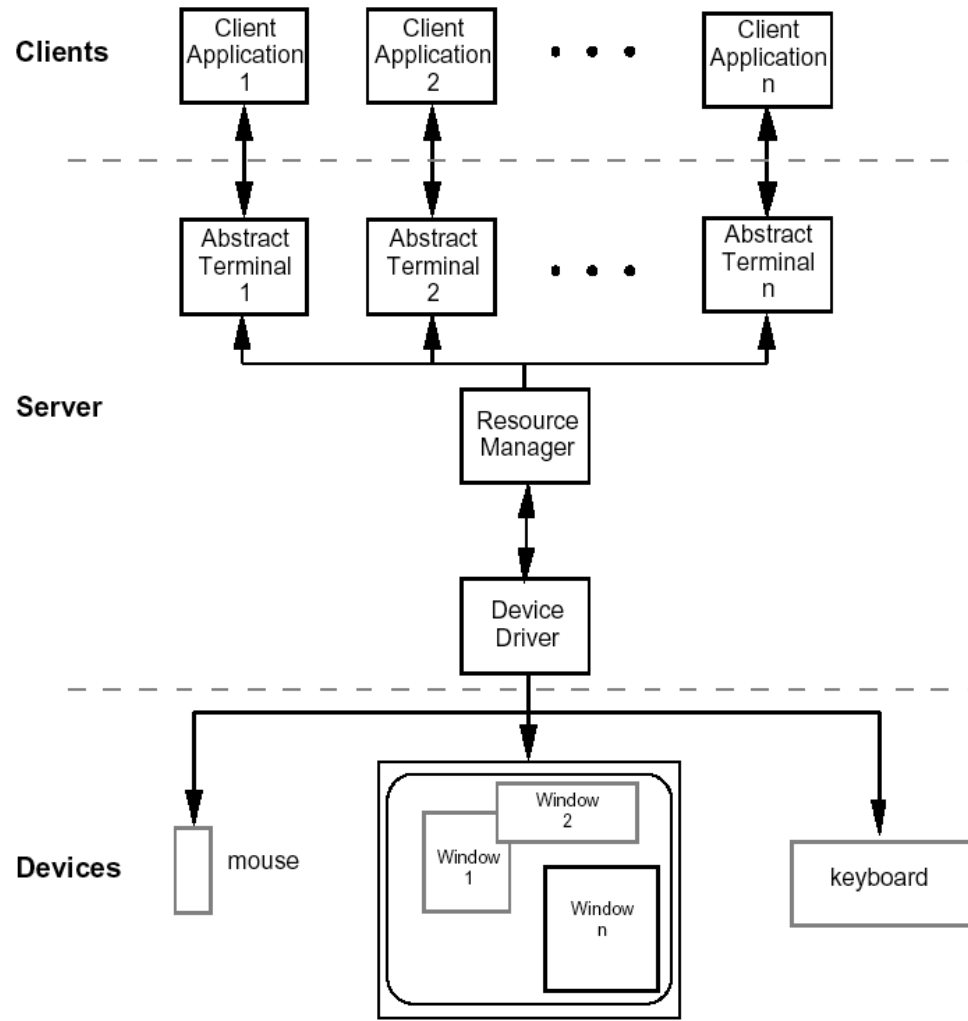 Clients
Client
Application
1
Client
Application
2
Client
Application
n
Abstract
Terminal
1
Abstract
Terminal
2
Abstract
Terminal
n
Server
Resource
Manager
Device
Driver
Devices
mouse
Window
2
Window
1
Window
n
keyboard